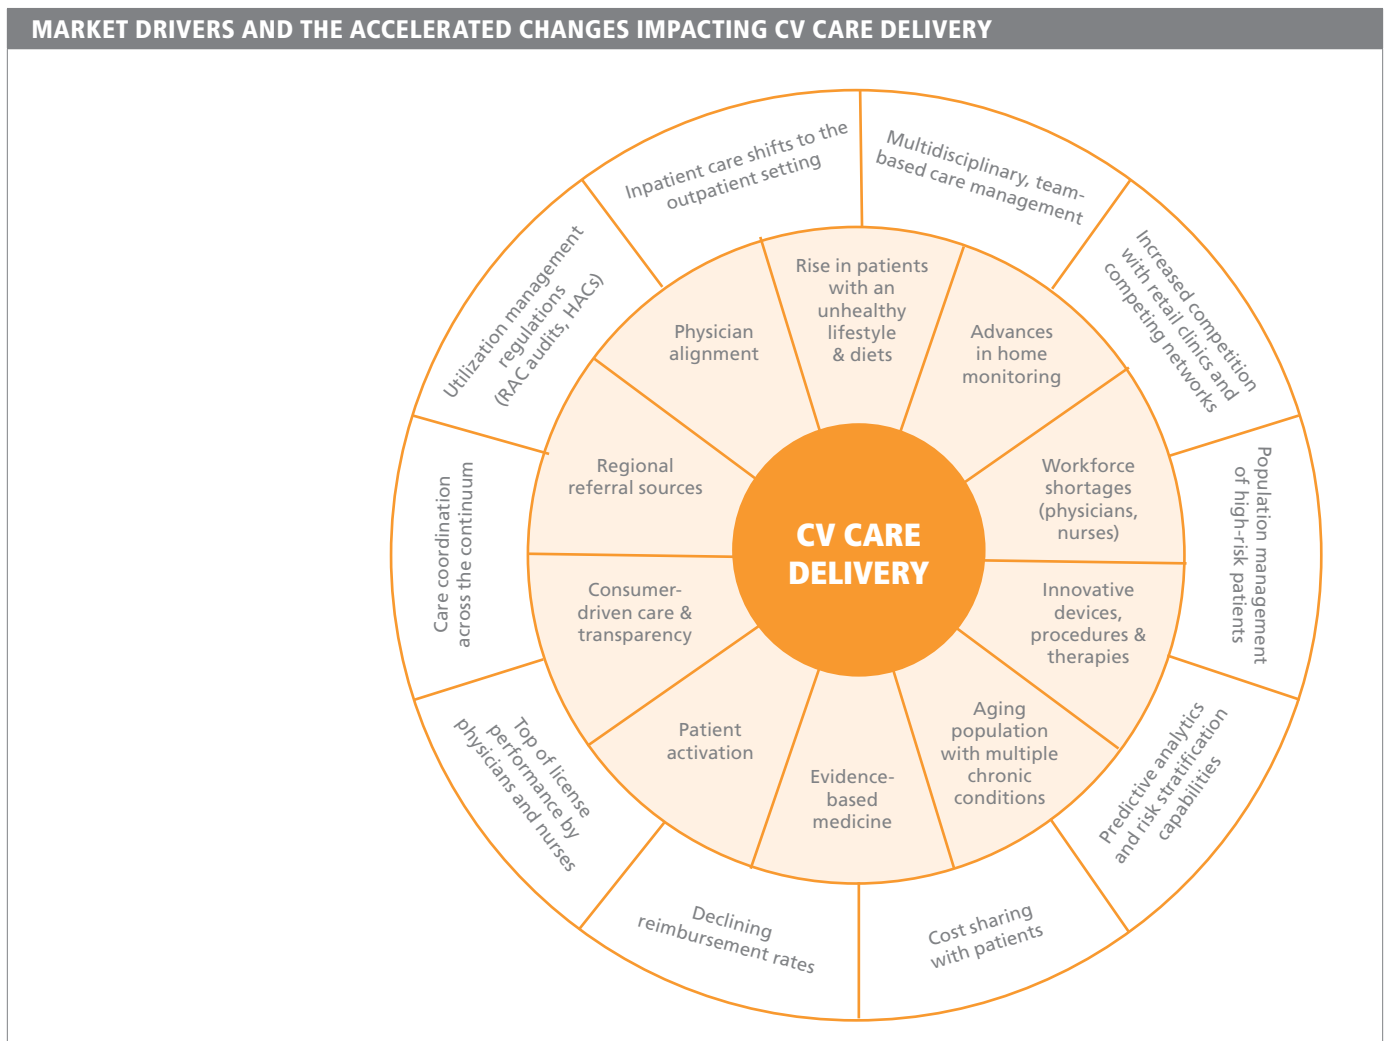 MARKET DRIVERS AND THE ACCELERATED CHANGES IMPACTING CV CARE DELIVERY
Inpatient care shifts to the
outpatient setting
Multidisciplinary, team-
based care management
Increased competition
with retail clinics and
competing networks
Population management
of high-risk patients
Predictive analytics
and risk stratification
capabilities
Cost sharing
with patients
Declining
reimbursement rates
Top of license
performance by
physicians and nurses
Care coordination
across the continuum
Utilization management
regulations
(RAC audits, HACs)
Rise in patients
with an
unhealthy
lifestyle
& diets
Advances
in home
monitoring
Workforce
shortages
(physicians,
nurses)
Innovative
devices,
procedures &
therapies
Aging
population
with multiple
chronic
conditions
Evidence-
based
medicine
Patient
activation
Consumer-
driven care &
transparency
Regional
referral sources
Physician
alignment
CV CARE
DELIVERY